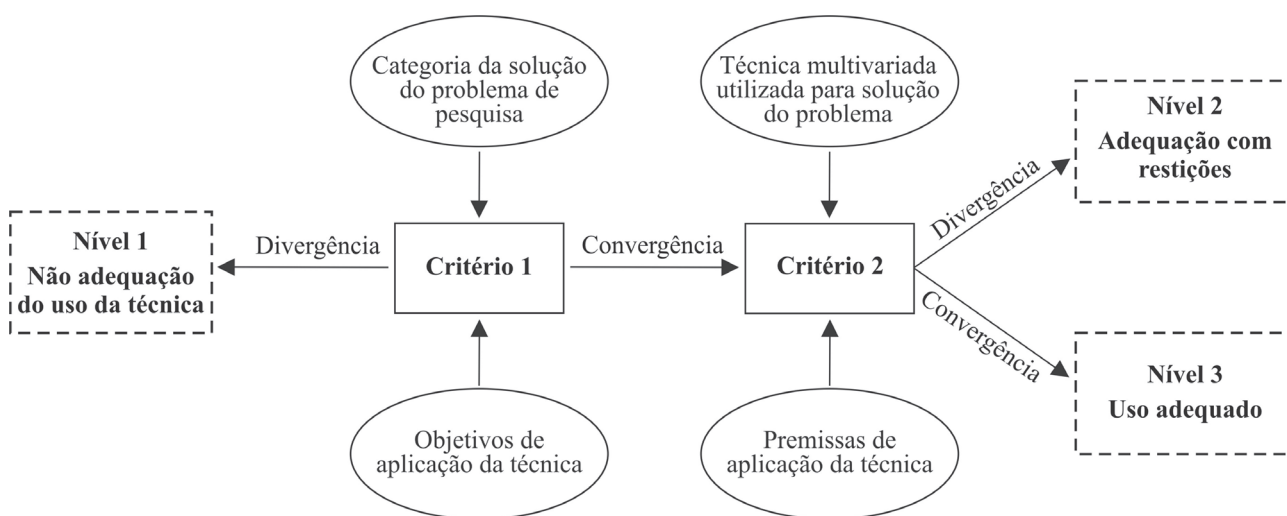 Categoria da solução
do problema de
pesquisa
Técnica multivariada
utilizada para solução
do problema
Nível 2
Adequação com
restições
Nível 1
Não adequação
do uso da técnica
Divergência
Critério 1
Convergência
Critério 2
Divergência
Convergência
Nível 3
Uso adequado
Objetivos de
aplicação da técnica
Premissas de
aplicação da técnica